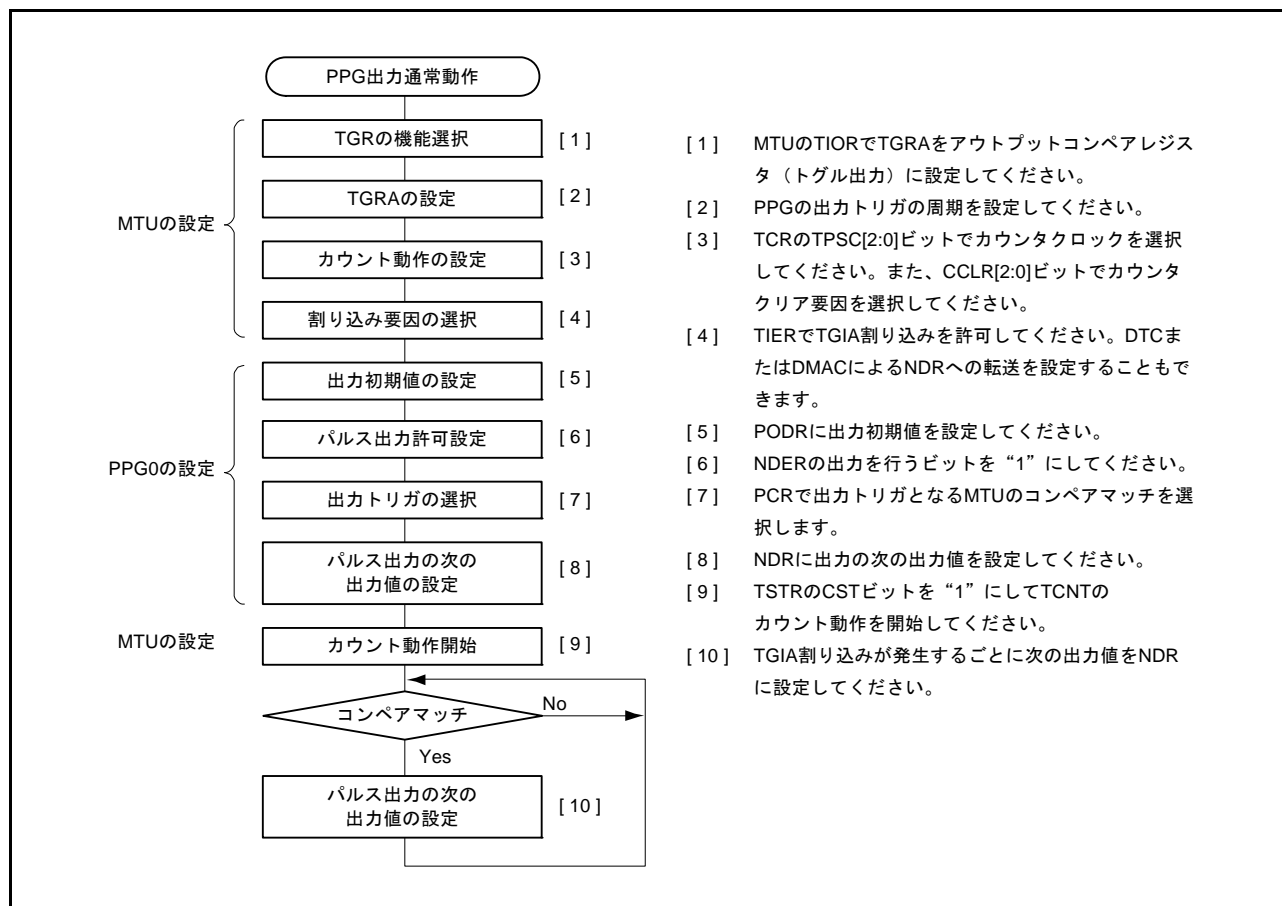 PPG出力通常動作
MTUの設定
TGRの機能選択 [ 1 ]
TGRAの設定 [ 2 ]
カウント動作の設定 [ 3 ]
割り込み要因の選択 [ 4 ]
PPG0の設定
出力初期値の設定 [ 5 ]
パルス出力許可設定 [ 6 ]
出力トリガの選択 [ 7 ]
パルス出力の次の
出力値の設定 [ 8 ]
MTUの設定
カウント動作開始 [ 9 ]
コンペアマッチ No
Yes
パルス出力の次の
出力値の設定 [ 10 ]
[ 1 ] MTUのTIORでTGRAをアウトプットコンペアレジス
タ（トグル出力）に設定してください。
[ 2 ] PPGの出力トリガの周期を設定してください。
[ 3 ] TCRのTPSC[2:0]ビットでカウンタクロックを選択
してください。また、CCLR[2:0]ビットでカウンタ
クリア要因を選択してください。
[ 4 ] TIERでTGIA割り込みを許可してください。DTCま
たはDMACによるNDRへの転送を設定することもで
きます。
[ 5 ] PODRに出力初期値を設定してください。
[ 6 ] NDERの出力を行うビットを“1”にしてください。
[ 7 ] PCRで出力トリガとなるMTUのコンペアマッチを選
択します。
[ 8 ] NDRに出力の次の出力値を設定してください。
[ 9 ] TSTRのCSTビットを“1”にしてTCNTの
カウント動作を開始してください。
[ 10 ] TGIA割り込みが発生するごとに次の出力値をNDR
に設定してください。